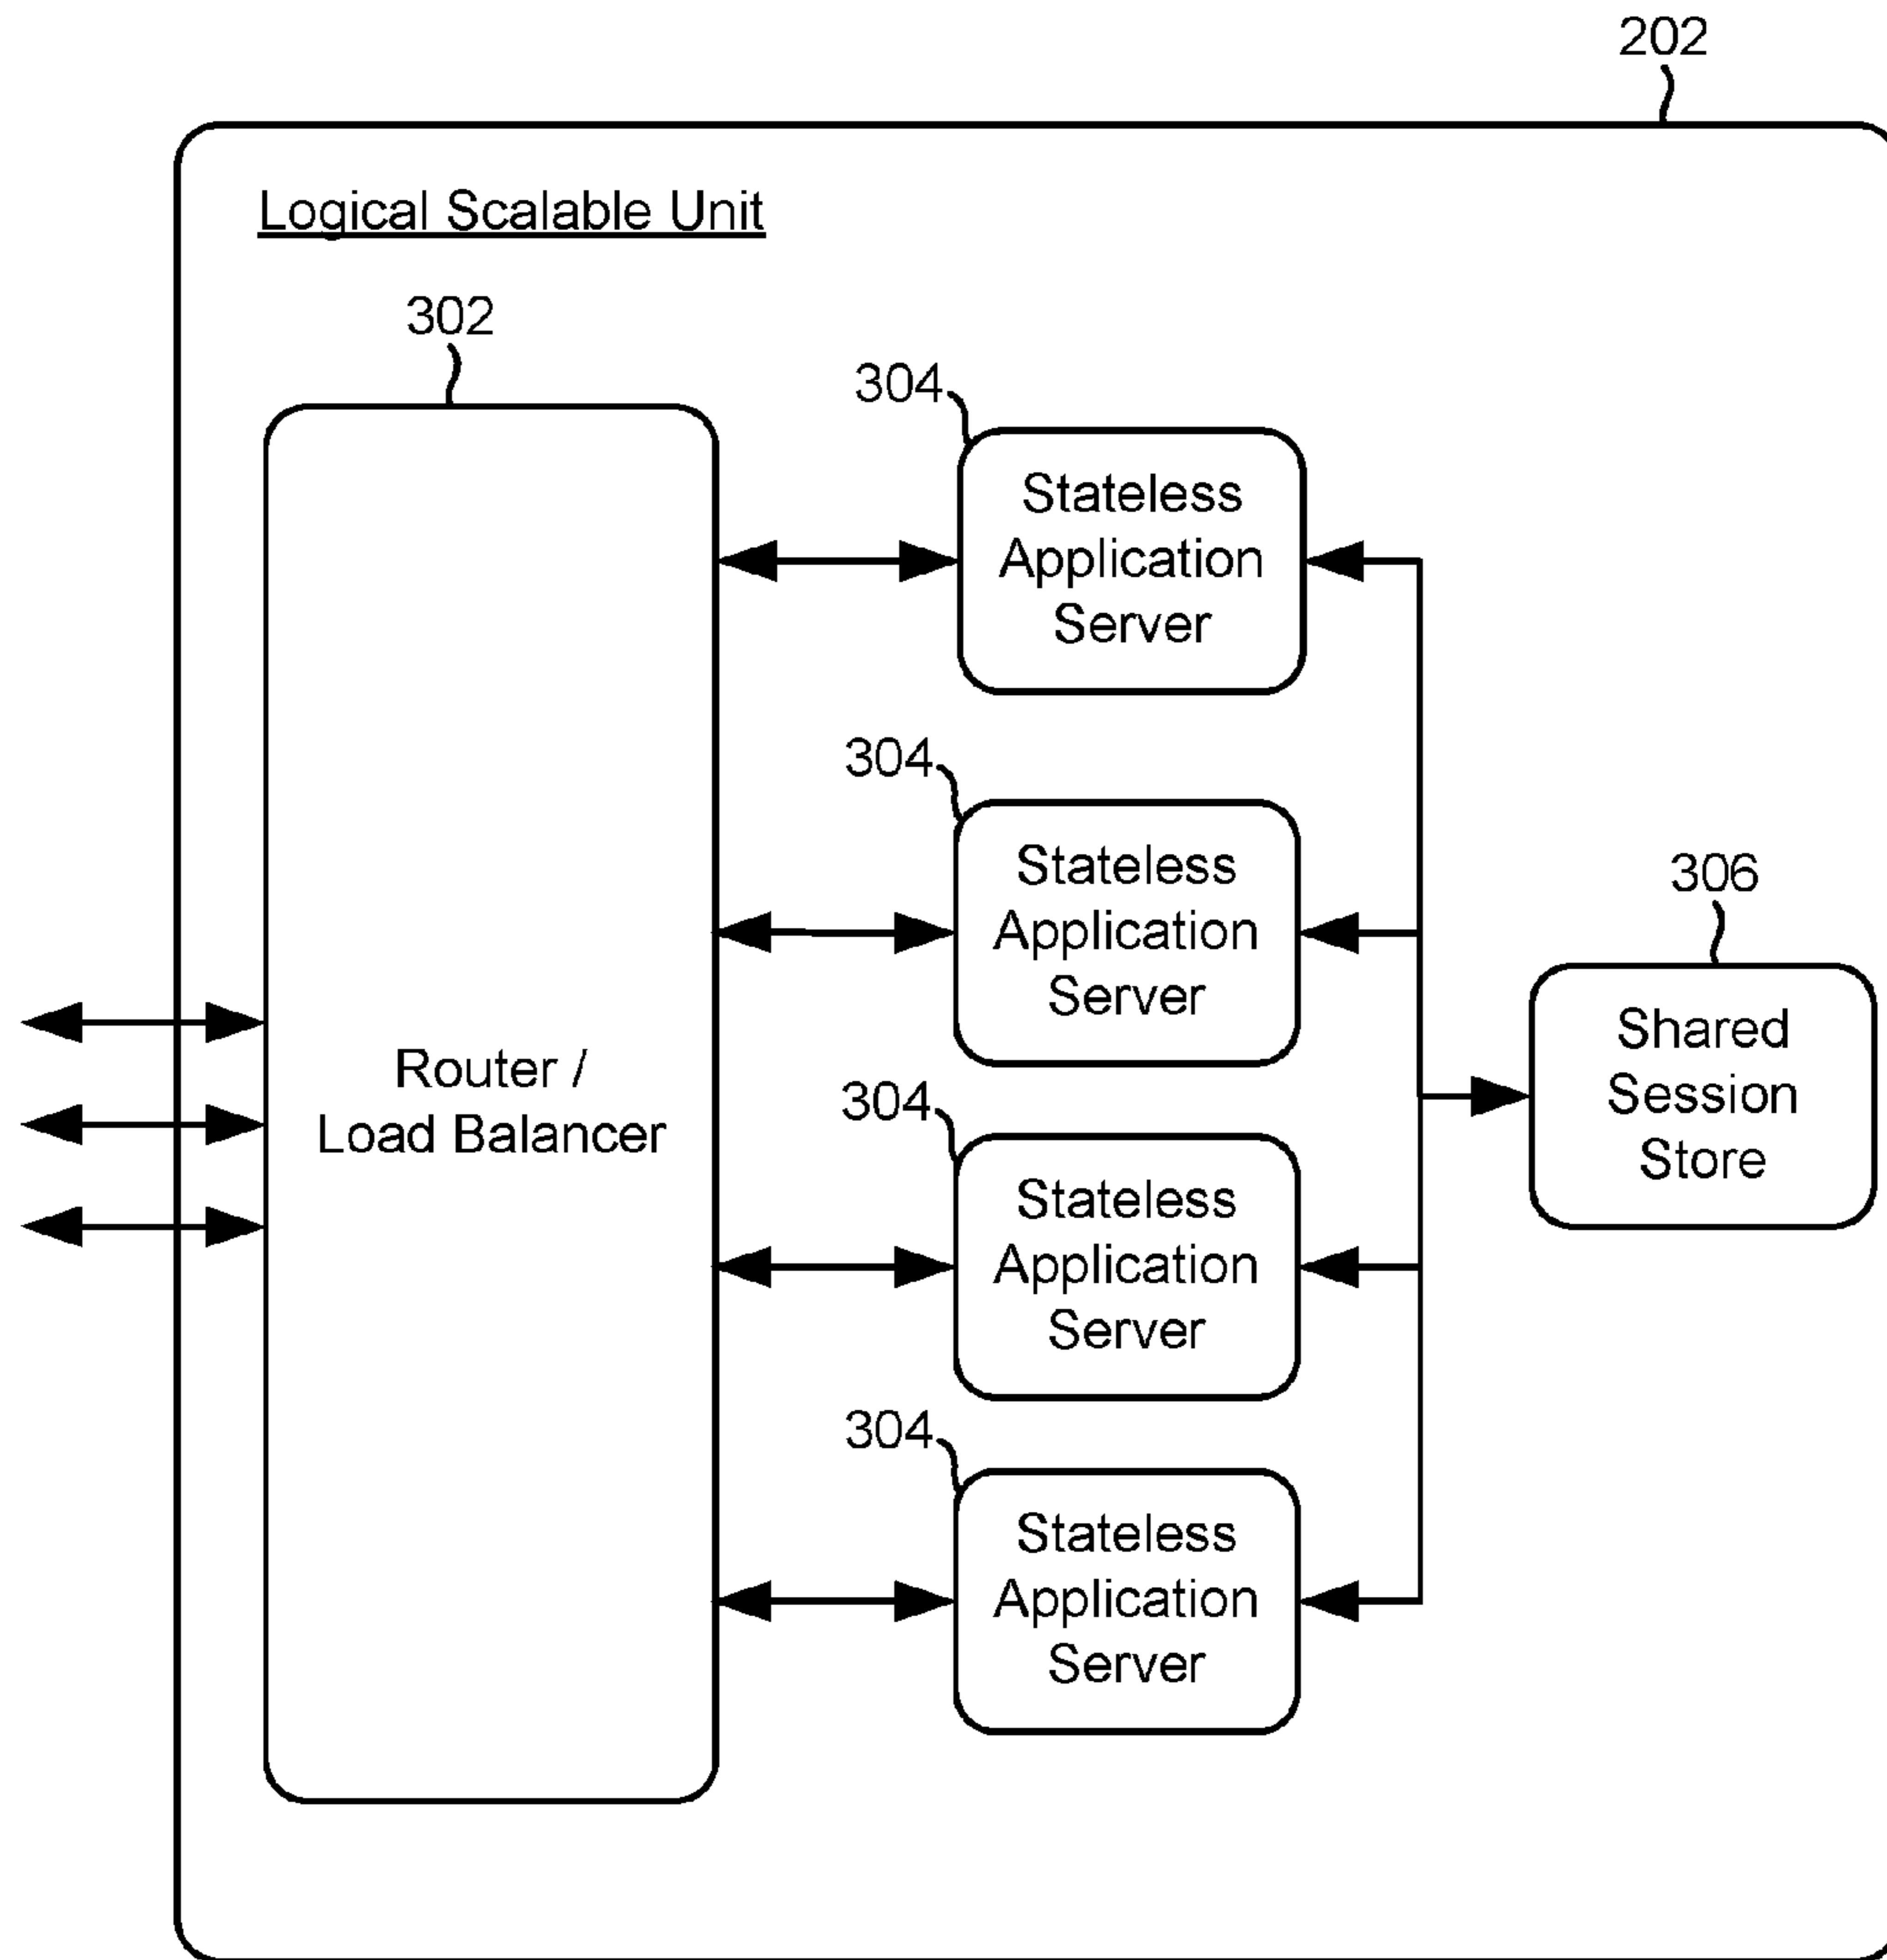 202
Logical Scalable Unit
302
304
Stateless
Application
Server
304
Stateless
Application
Server
306
Shared
Session
Store
Router /
Load Balancer
304
Stateless
Application
Server
304
Stateless
Application
Server